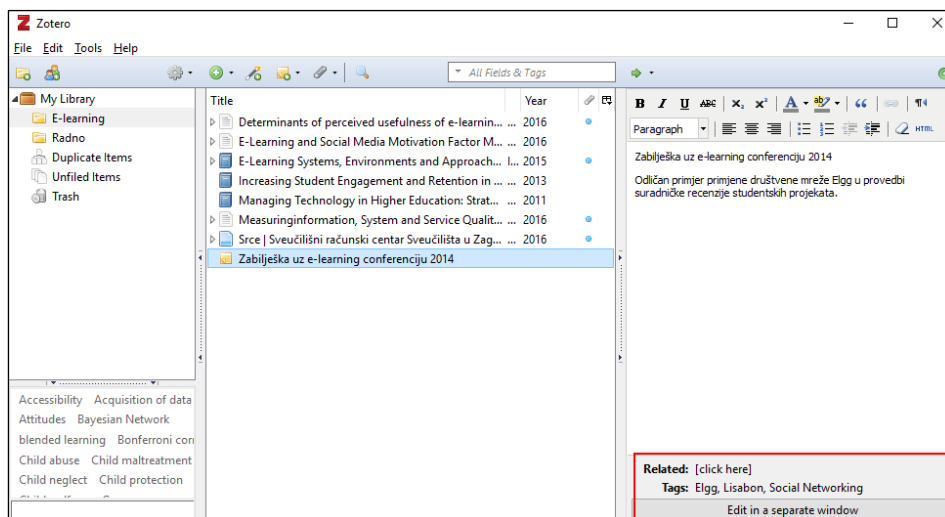 Zotero
File Edit Tools Help
All Fields & Tags
My Library
E-learning
Radno
Duplicate Items
Unfiled Items
Trash
Title Year
Determinants of perceived usefulness of e-learnin... ... 2016
E-Learning and Social Media Motivation Factor M... ... 2016
E-Learning Systems, Environments and Approach... I... 2015
Increasing Student Engagement and Retention in ... ... 2013
Managing Technology in Higher Education: Strat... ... 2011
Measuringinformation, System and Service Qualit... ... 2016
Srce | Sveučilišni računski centar Sveučilišta u Zag... ... 2016
Zabilješka uz e-learning conferenciju 2014
B I U ABC X₂ X² A ab
Paragraph HTML
Zabilješka uz e-learning conferenciju 2014
Odličan primjer primjene društvene mreže Elgg u provedbi
suradničke recenzije studentskih projekata.
Accessibility Acquisition of data
Attitudes Bayesian Network
blended learning Bonferroni corr
Child abuse Child maltreatment
Child neglect Child protection
Related: [click here]
Tags: Elgg, Lisabon, Social Networking
Edit in a separate window